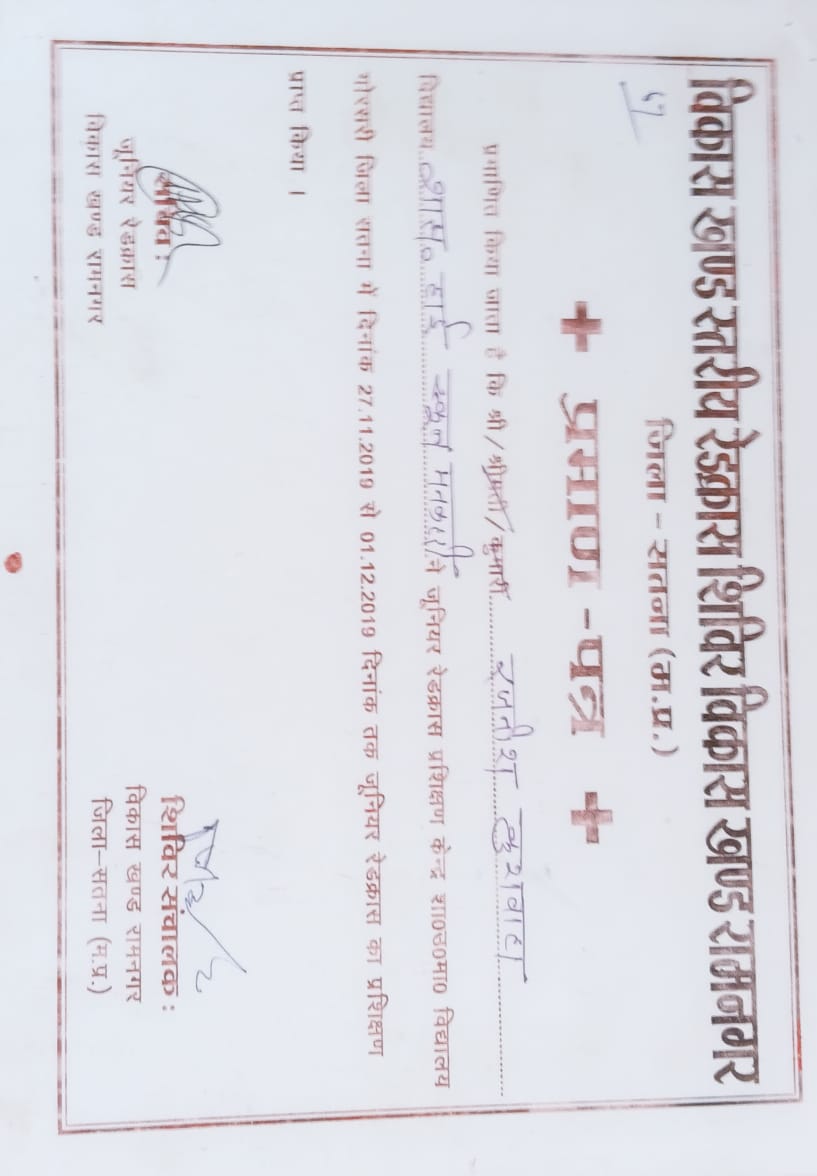 विकास खण्ड स्तरीय रेडक्रास शिविर विकास खण्ड रामनगर
67
जिला - सतना (म.प्र.)
+ प्रमाण -पत्र +
प्रमाणित किया जाता है कि श्री/श्रीमती/कुमारी रजनीश कुशवाहा
विद्यालय शास० हाई स्कूल मनकहरी ने जूनियर रेडक्रास प्रशिक्षण केन्द्र शा०उ०मा० विद्यालय
गोरसरी जिला सतना में दिनांक 27.11.2019 से 01.12.2019 दिनांक तक जूनियर रेडक्रास का प्रशिक्षण
प्राप्त किया ।
सचिव :
जूनियर रेडक्रास
विकास खण्ड रामनगर
शिविर संचालक :
विकास खण्ड रामनगर
जिला–सतना (म.प्र.)